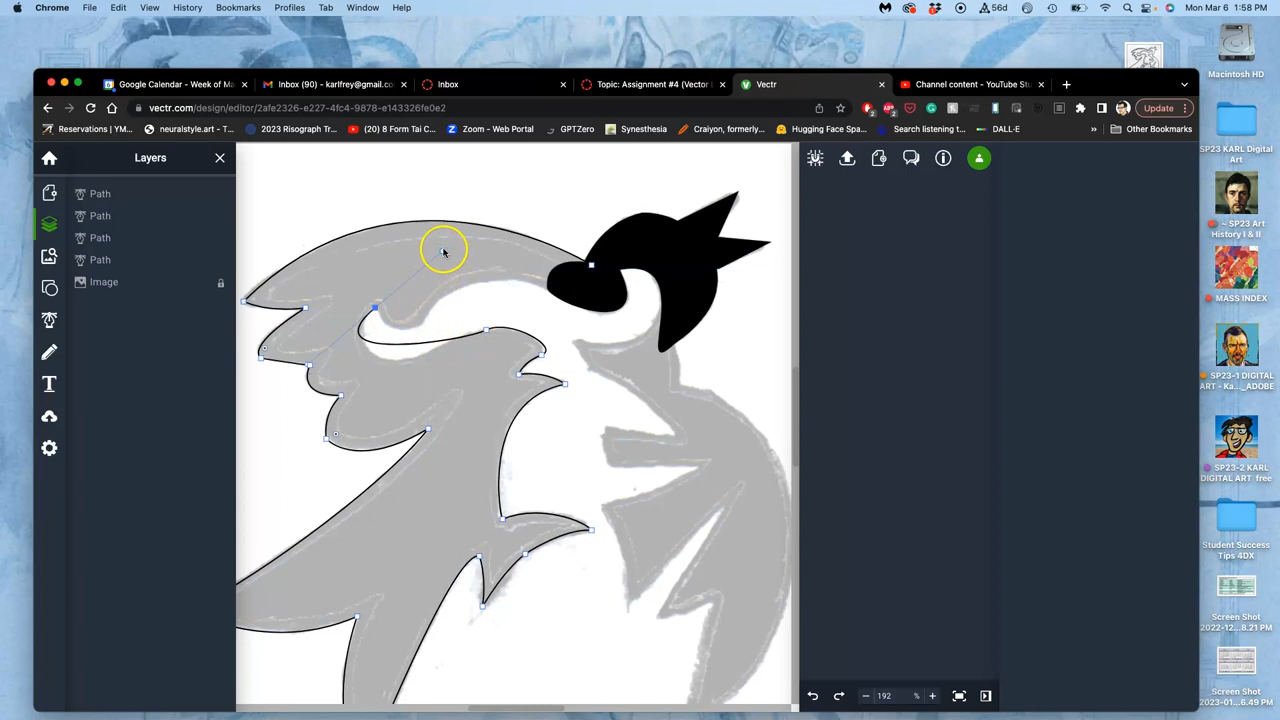 Chrome File Edit View History Bookmarks Profiles Tab Window Help
56d
Mon Mar 6 1:58 PM
Google Calendar - Week of Ma
Inbox (90) - karlfrey@gmail.co
Inbox
Topic: Assignment #4 (Vector
Vectr
Channel content - YouTube Stu
vectr.com/design/editor/2afe2326-e227-4fc4-9878-e143326fe0e2
Update
Reservations | YM...
neuralstyle.art - Tr...
2023 Risograph Tr...
(20) 8 Form Tai C...
Zoom - Web Portal
GPTZero
Synesthesia
Craiyon, formerly...
Hugging Face Spa...
Search listening t...
DALL·E
Other Bookmarks
Layers
Path
Path
Path
Path
Image
192 %
Macintosh HD
SP23 KARL Digital
Art
~ SP23 Art
History I & II
MASS INDEX
SP23-1 DIGITAL
ART - Ka..._ADOBE
SP23-2 KARL
DIGITAL ART free
Student Success
Tips 4DX
Screen Shot
2022-12...8.21 PM
Screen Shot
2023-01...6.49 PM